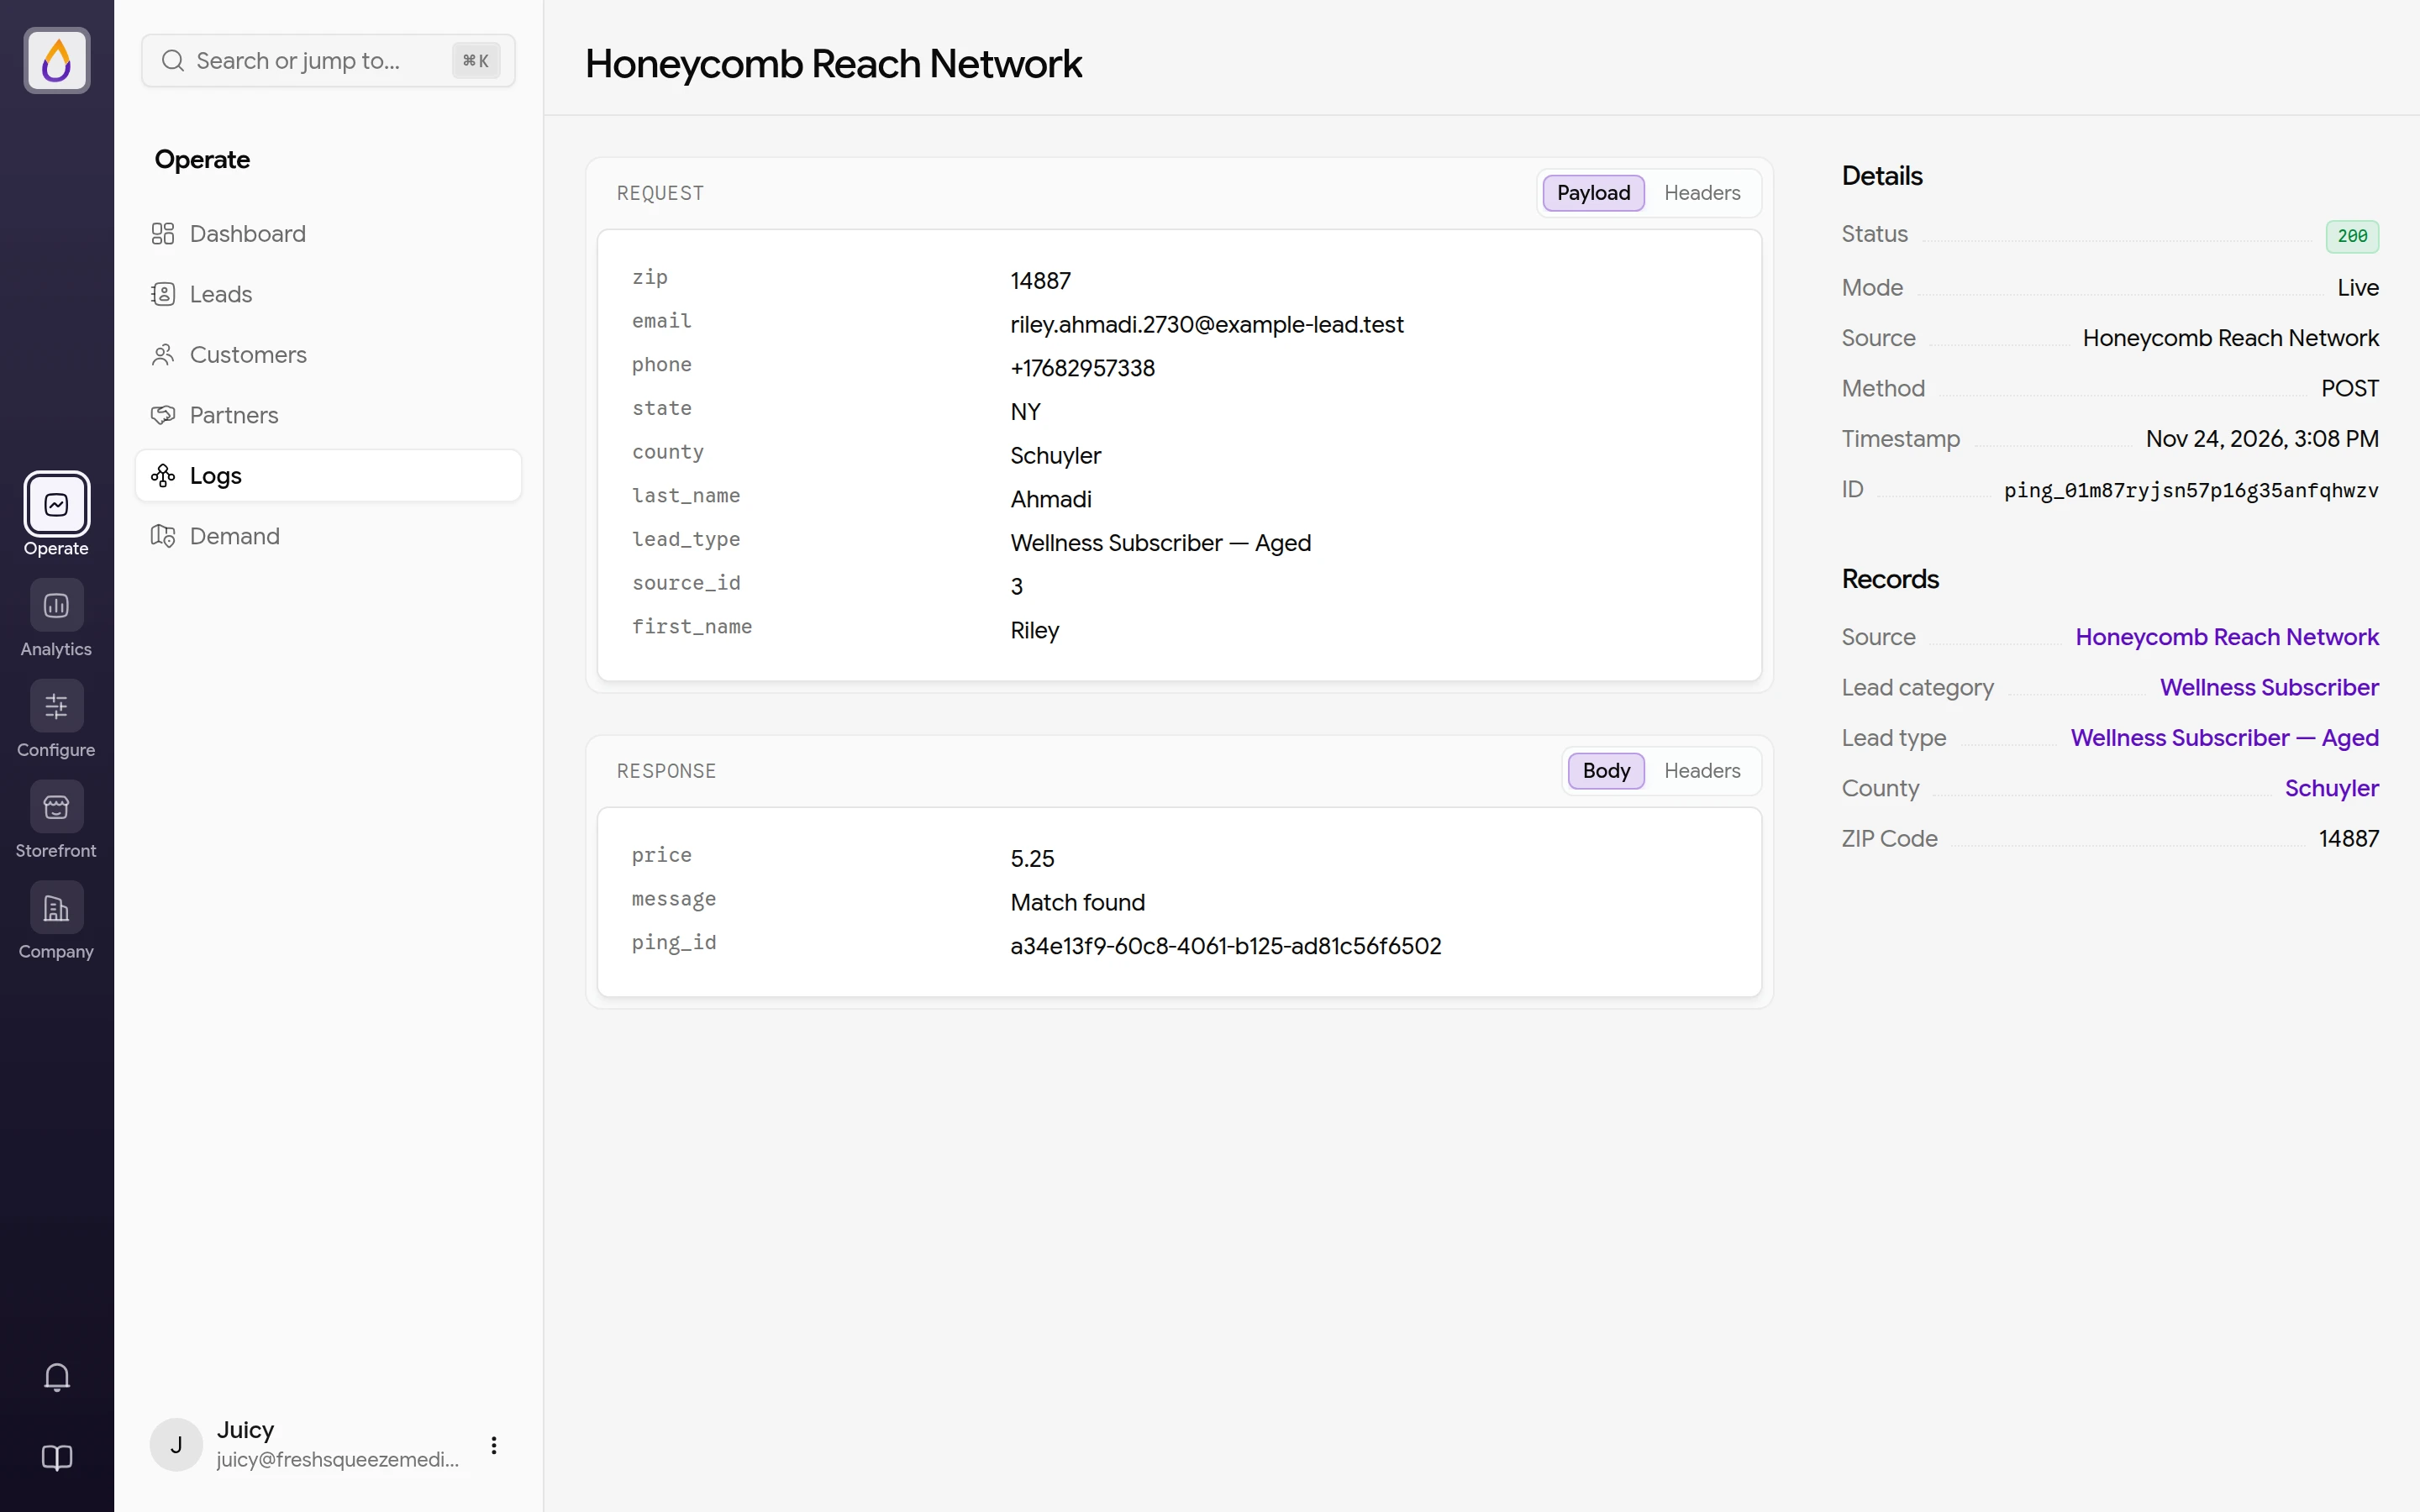 Search or jump to...
⌘ K
Operate
Dashboard
Leads
Customers
Partners
Logs
Demand
Operate
Analytics
Configure
Storefront
Company
J
Juicy
juicy@freshsqueezemedi...
Honeycomb Reach Network
REQUEST
Payload
Headers
zip 14887
email riley.ahmadi.2730@example-lead.test
phone +17682957338
state NY
county Schuyler
last_name Ahmadi
lead_type Wellness Subscriber — Aged
source_id 3
first_name Riley
RESPONSE
Body
Headers
price 5.25
message Match found
ping_id a34e13f9-60c8-4061-b125-ad81c56f6502
Details
Status 200
Mode Live
Source Honeycomb Reach Network
Method POST
Timestamp Nov 24, 2026, 3:08 PM
ID ping_01m87ryjsn57p16g35anfqhwzv
Records
Source Honeycomb Reach Network
Lead category Wellness Subscriber
Lead type Wellness Subscriber — Aged
County Schuyler
ZIP Code 14887